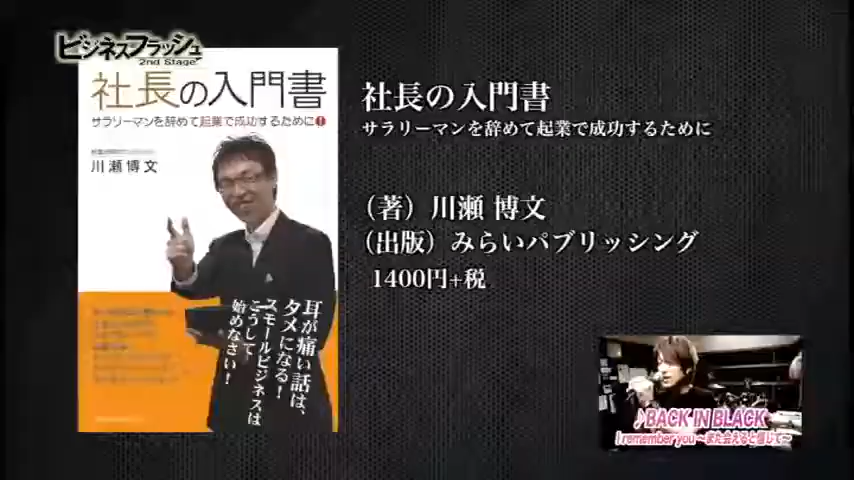 ビジネスフラッシュ
2nd Stage
社長の入門書
サラリーマンを辞めて起業で成功するために!
川瀬博文
耳が痛い話は、
タメになる!
スモールビジネスは
こうして
始めなさい!
社長の入門書
サラリーマンを辞めて起業で成功するために
（著）川瀬 博文
（出版）みらいパブリッシング
1400円+税
♪BACK IN BLACK
I remember you ～また会えると信じて～